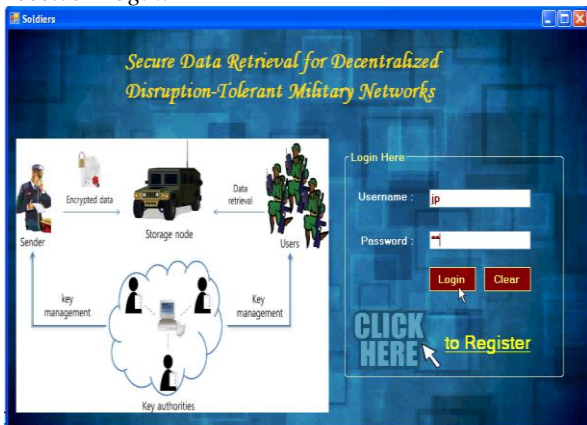 Soldiers
Secure Data Retrieval for Decentralized
Disruption-Tolerant Military Networks
Encrypted data
Data
retrieval
Sender
Storage node
Users
key
management
Key
management
Key authorities
Login Here
Username :
jp
Password :
**
Login
Clear
CLICK
HERE
to Register